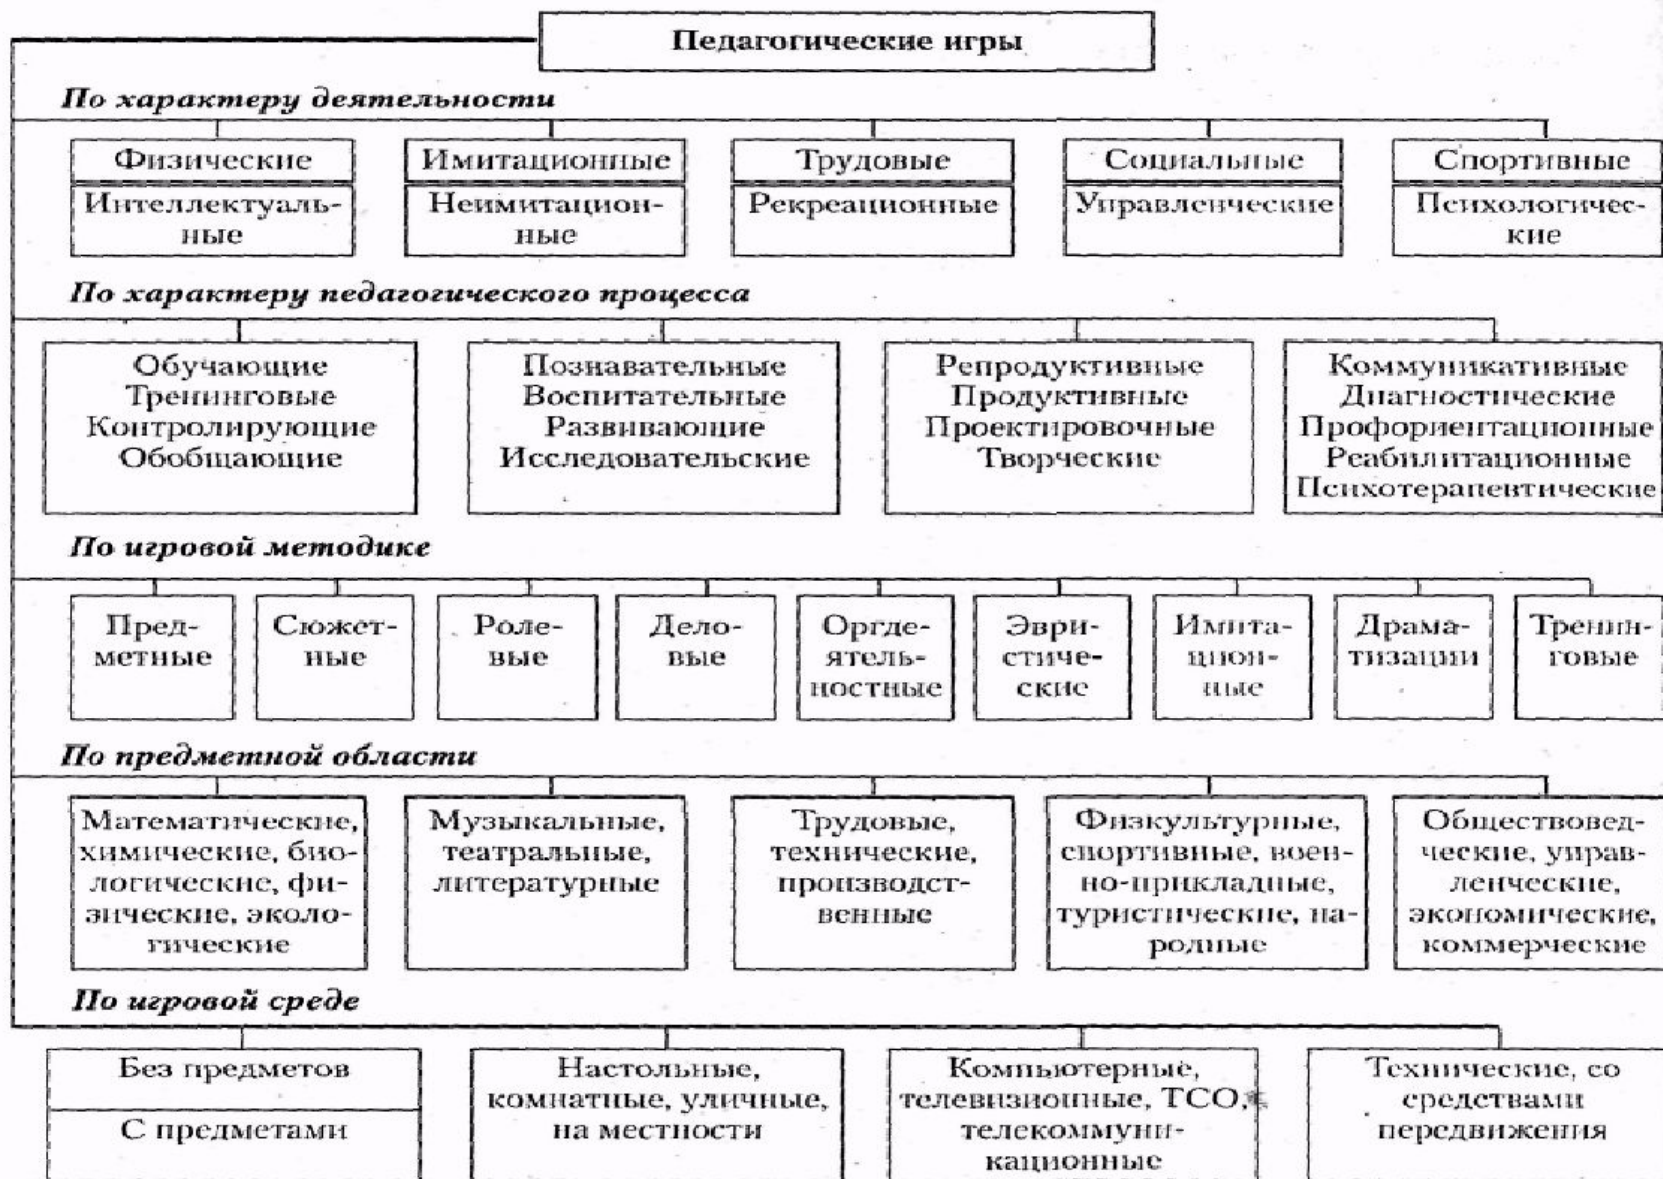 Педагогические игры
По характеру деятельности
Физические
Имитационные
Трудовые
Социальные
Спортивные
Интеллектуаль-
ные
Неимитацион-
ные
Рекреационные
Управленческие
Психологичес-
кие
По характеру педагогического процесса
Обучающие
Тренинговые
Контролирующие
Обобщающие
Познавательные
Воспитательные
Развивающие
Исследовательские
Репродуктивные
Продуктивные
Проектировочные
Творческие
Коммуникативные
Диагностические
Профориентационные
Реабилитационные
Психотерапевтические
По игровой методике
Пред-
метные
Сюжет-
ные
Роле-
вые
Дело-
вые
Оргде-
ятель-
ностные
Эври-
стиче-
ские
Имита-
цион-
ные
Драма-
тизации
Тренин-
говые
По предметной области
Математические,
химические, био-
логические, фи-
зические, эколо-
гические
Музыкальные,
театральные,
литературные
Трудовые,
технические,
производст-
венные
Физкультурные,
спортивные, воен-
но-прикладные,
туристические, на-
родные
Обществовед-
ческие, управ-
ленческие,
экономические,
коммерческие
По игровой среде
Без предметов
С предметами
Настольные,
комнатные, уличные,
на местности
Компьютерные,
телевизионные, ТСО,
телекоммуни-
кационные
Технические, со
средствами
передвижения